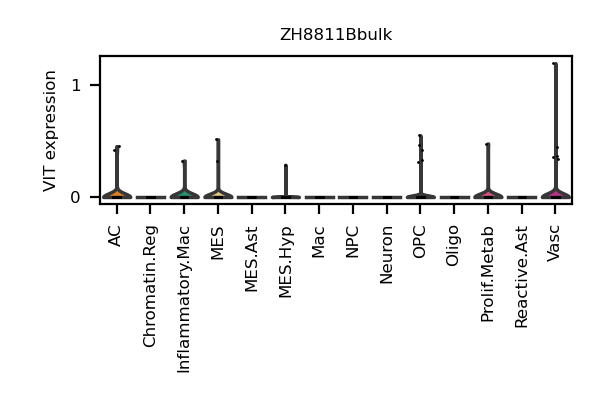 ZH8811Bbulk
VIT expression
1
0
AC
Chromatin.Reg
Inflammatory.Mac
MES
MES.Ast
MES.Hyp
Mac
NPC
Neuron
OPC
Oligo
Prolif.Metab
Reactive.Ast
Vasc